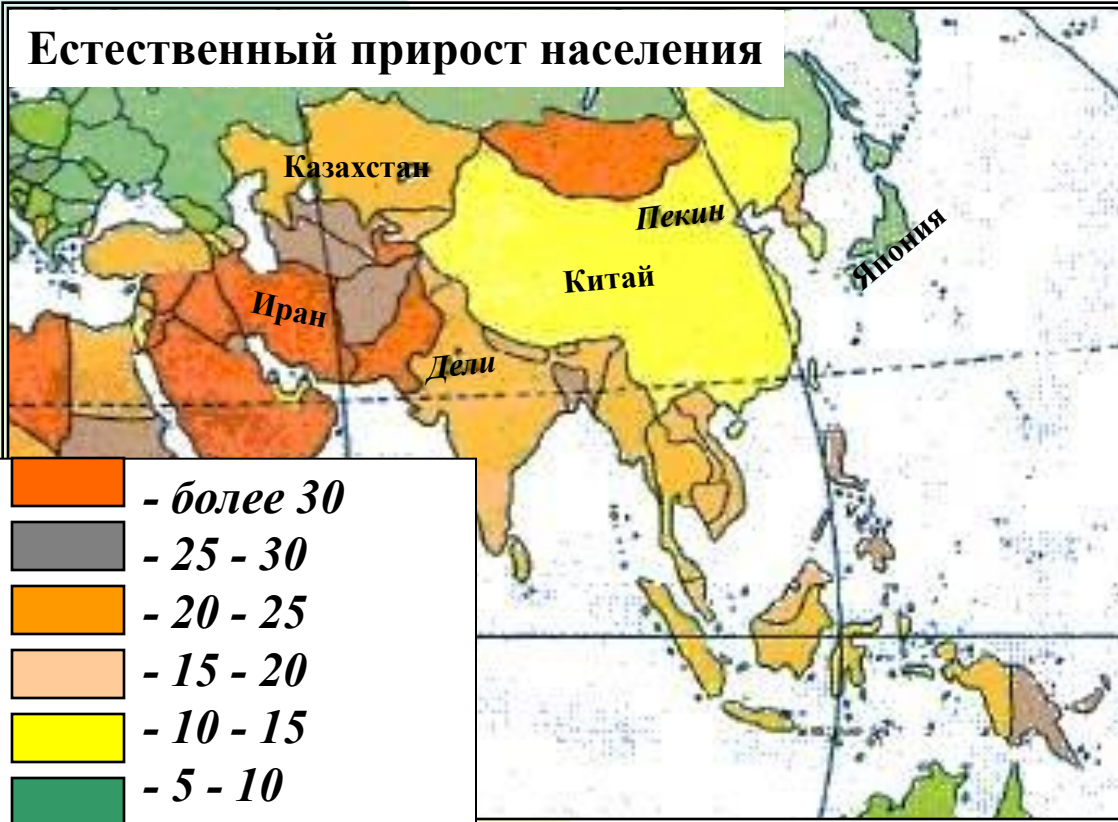 Естественный прирост населения
Казахстан
Пекин
Япония
Китай
Иран
Дели
- более 30
- 25 - 30
- 20 - 25
- 15 - 20
- 10 - 15
- 5 - 10